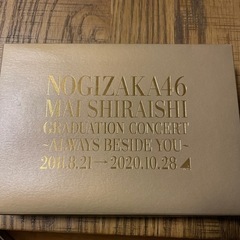 NOGIZAKA46
MAI SHIRAISHI
GRADUATION CONCERT
~ALWAYS BESIDE YOU~
2011.8.21→2020.10.28